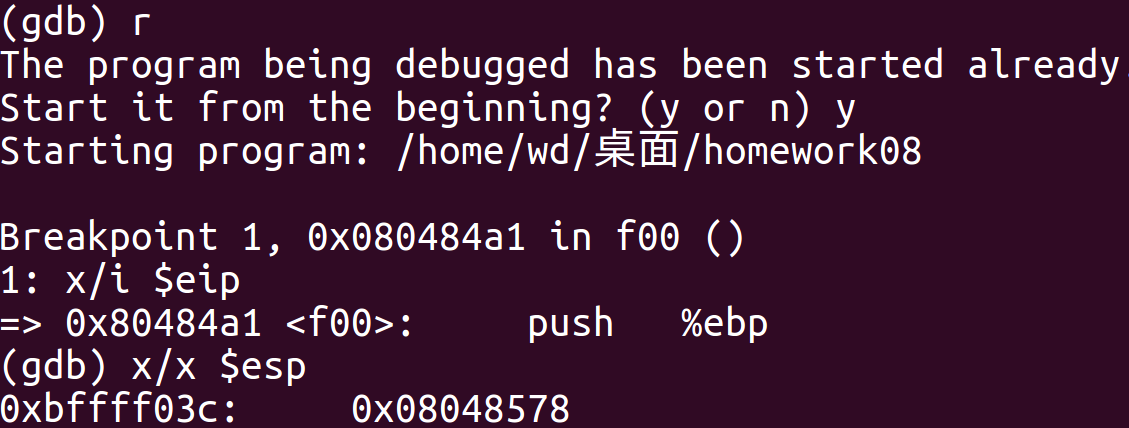 (gdb) r
The program being debugged has been started already.
Start it from the beginning? (y or n) y
Starting program: /home/wd/桌面/homework08
Breakpoint 1, 0x080484a1 in f00 ()
1: x/i $eip
=> 0x80484a1 <f00>: push %ebp
(gdb) x/x $esp
0xbffff03c: 0x08048578